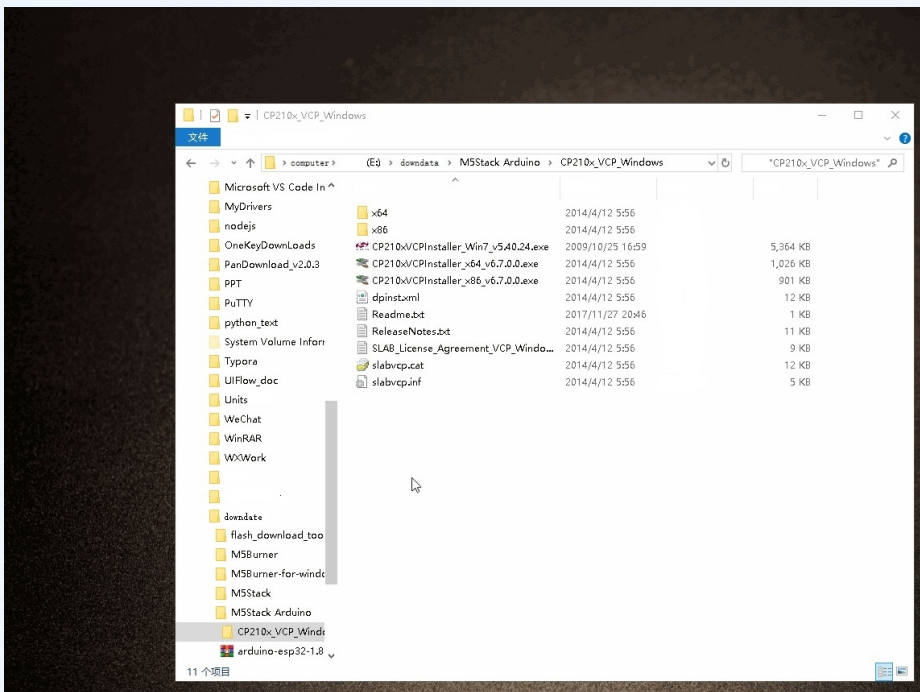 CP210x_VCP_Windows
文件
computer (E:) downdata M5Stack Arduino CP210x_VCP_Windows "CP210x_VCP_Windows"
Microsoft VS Code In
MyDrivers
nodejs
OneKeyDownLoads
PanDownload_v2.0.3
PPT
PuTTY
python_text
System Volume Inforr
Typora
UIFlow_doc
Units
WeChat
WinRAR
WXWork
downdate
flash_download_too
M5Burner
M5Burner-for-windc
M5Stack
M5Stack Arduino
CP210x_VCP_Windc
arduino-esp32-1.8
x64 2014/4/12 5:56
x86 2014/4/12 5:56
CP210xVCPInstaller_Win7_v5.40.24.exe 2009/10/25 16:59 5,364 KB
CP210xVCPInstaller_x64_v6.7.0.0.exe 2014/4/12 5:56 1,026 KB
CP210xVCPInstaller_x86_v6.7.0.0.exe 2014/4/12 5:56 901 KB
dpinst.xml 2014/4/12 5:56 12 KB
Readme.txt 2017/11/27 20:46 1 KB
ReleaseNotes.txt 2014/4/12 5:56 11 KB
SLAB_License_Agreement_VCP_Windo... 2014/4/12 5:56 9 KB
slabvcp.cat 2014/4/12 5:56 12 KB
slabvcp.inf 2014/4/12 5:56 5 KB
11 个项目